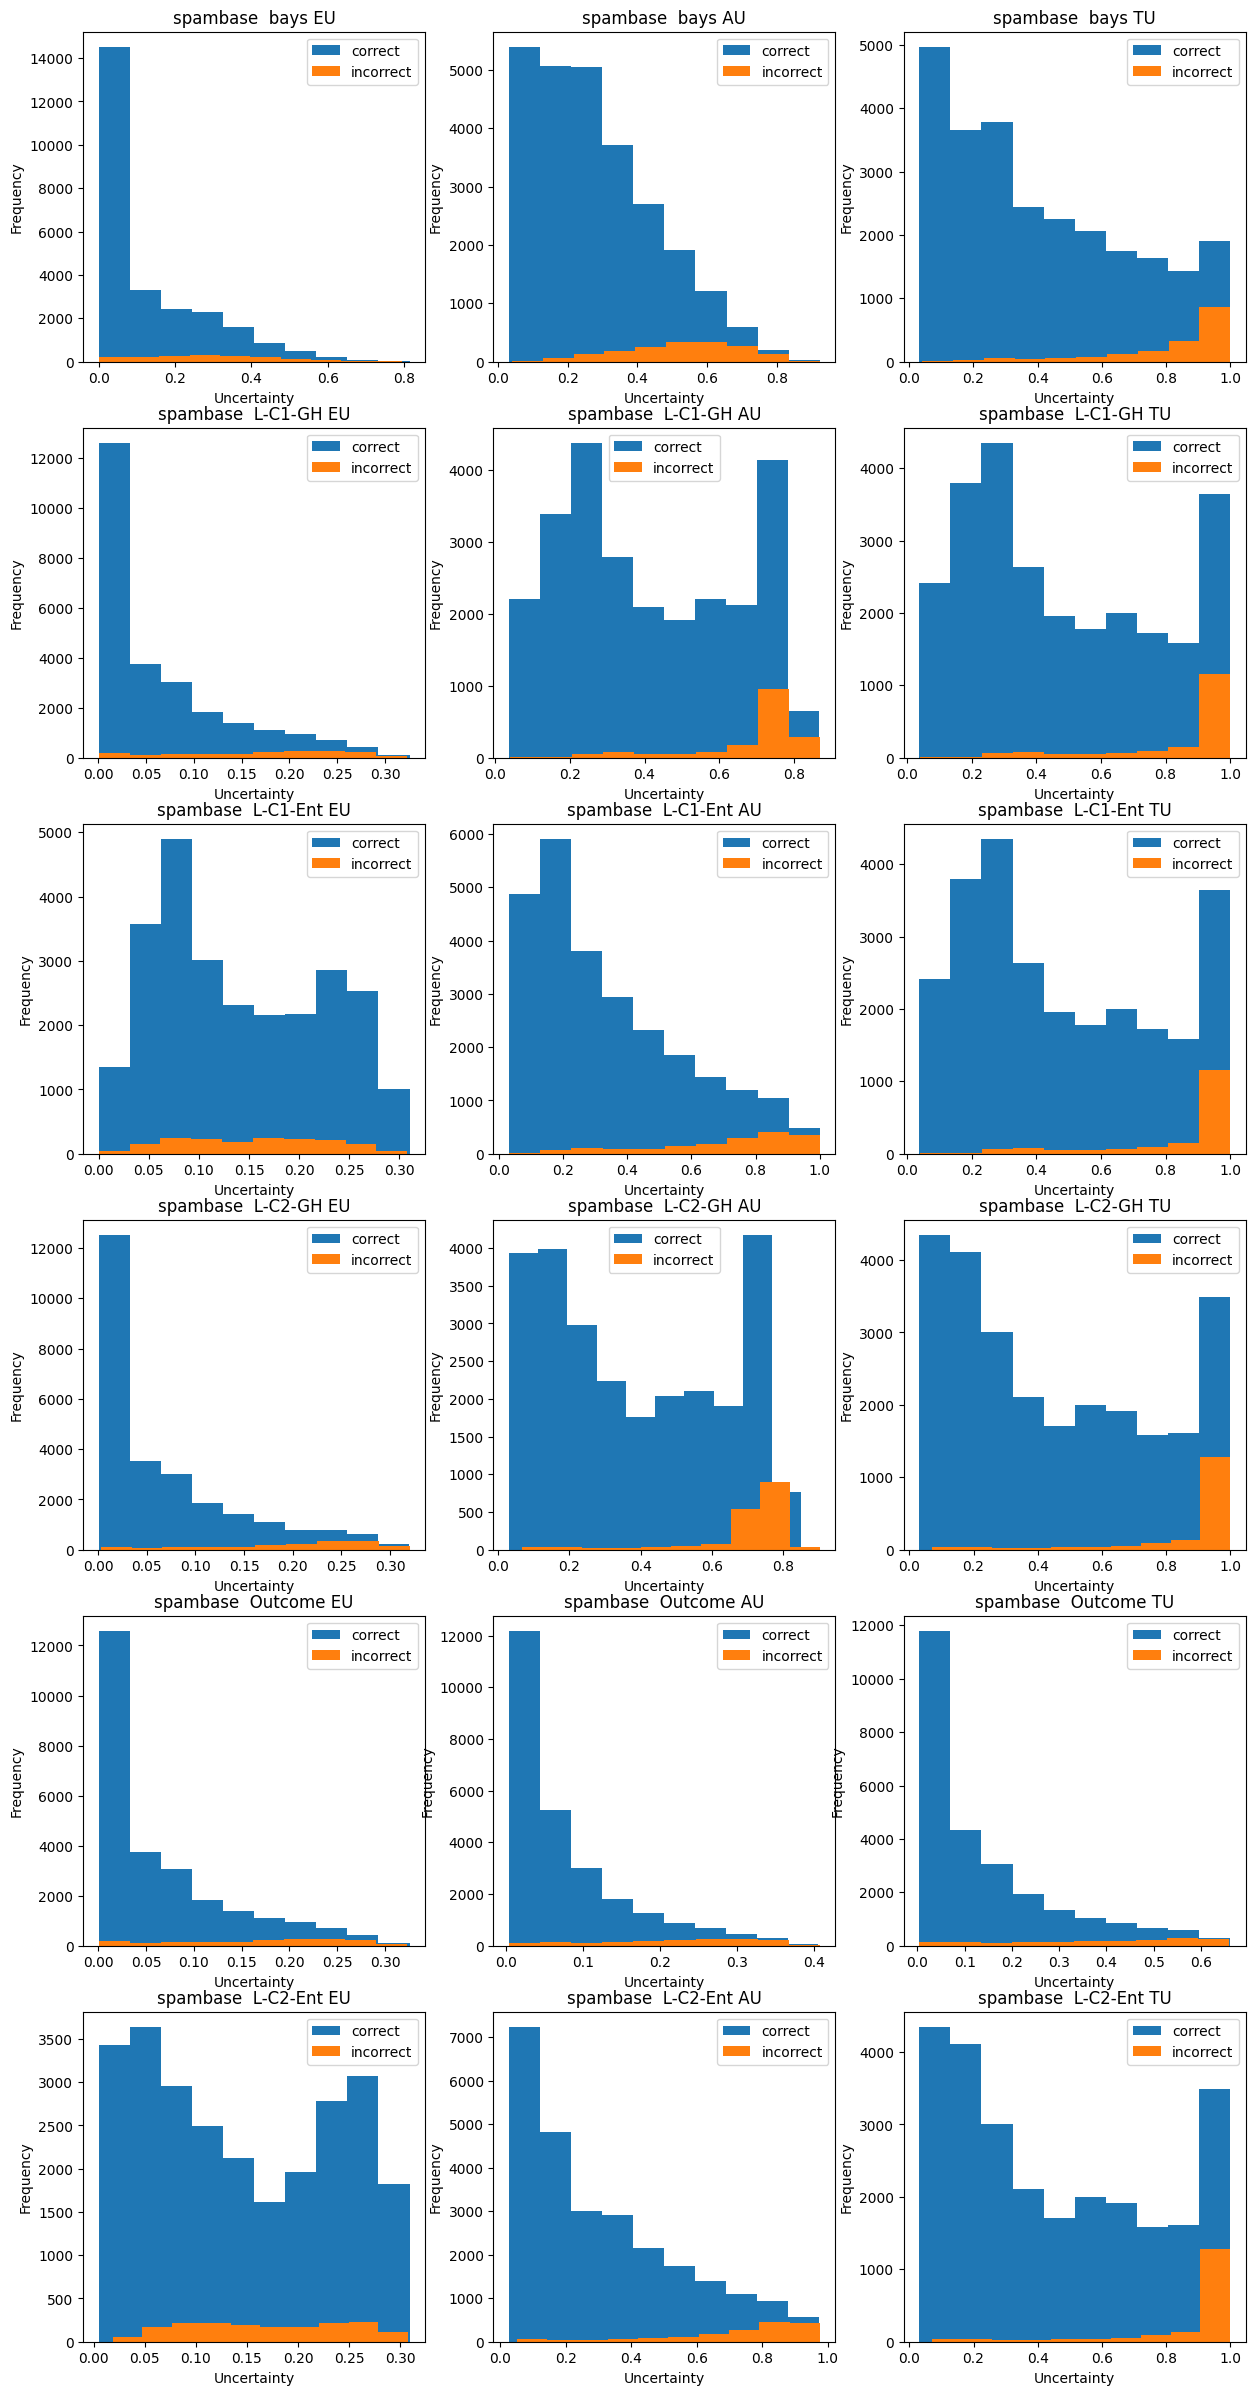 spambase  bays EU
correct
incorrect
14000
12000
10000
8000
6000
4000
2000
0
Frequency
0.0 0.2 0.4 0.6 0.8
Uncertainty
spambase  bays AU
correct
incorrect
5000
4000
3000
2000
1000
0
Frequency
0.0 0.2 0.4 0.6 0.8
Uncertainty
spambase  bays TU
correct
incorrect
5000
4000
3000
2000
1000
0
Frequency
0.0 0.2 0.4 0.6 0.8 1.0
Uncertainty
spambase  L-C1-GH EU
correct
incorrect
12000
10000
8000
6000
4000
2000
0
Frequency
0.00 0.05 0.10 0.15 0.20 0.25 0.30
Uncertainty
spambase  L-C1-GH AU
correct
incorrect
4000
3000
2000
1000
0
Frequency
0.0 0.2 0.4 0.6 0.8
Uncertainty
spambase  L-C1-GH TU
correct
incorrect
4000
3000
2000
1000
0
Frequency
0.0 0.2 0.4 0.6 0.8 1.0
Uncertainty
spambase  L-C1-Ent EU
correct
incorrect
5000
4000
3000
2000
1000
0
Frequency
0.00 0.05 0.10 0.15 0.20 0.25 0.30
Uncertainty
spambase  L-C1-Ent AU
correct
incorrect
6000
5000
4000
3000
2000
1000
0
Frequency
0.0 0.2 0.4 0.6 0.8 1.0
Uncertainty
spambase  L-C1-Ent TU
correct
incorrect
4000
3000
2000
1000
0
Frequency
0.0 0.2 0.4 0.6 0.8 1.0
Uncertainty
spambase  L-C2-GH EU
correct
incorrect
12000
10000
8000
6000
4000
2000
0
Frequency
0.00 0.05 0.10 0.15 0.20 0.25 0.30
Uncertainty
spambase  L-C2-GH AU
correct
incorrect
4000
3500
3000
2500
2000
1500
1000
500
0
Frequency
0.0 0.2 0.4 0.6 0.8
Uncertainty
spambase  L-C2-GH TU
correct
incorrect
4000
3000
2000
1000
0
Frequency
0.0 0.2 0.4 0.6 0.8 1.0
Uncertainty
spambase  Outcome EU
correct
incorrect
12000
10000
8000
6000
4000
2000
0
Frequency
0.00 0.05 0.10 0.15 0.20 0.25 0.30
Uncertainty
spambase  Outcome AU
correct
incorrect
12000
10000
8000
6000
4000
2000
0
Frequency
0.0 0.1 0.2 0.3 0.4
Uncertainty
spambase  Outcome TU
correct
incorrect
12000
10000
8000
6000
4000
2000
0
Frequency
0.0 0.1 0.2 0.3 0.4 0.5 0.6
Uncertainty
spambase  L-C2-Ent EU
correct
incorrect
3500
3000
2500
2000
1500
1000
500
0
Frequency
0.00 0.05 0.10 0.15 0.20 0.25 0.30
Uncertainty
spambase  L-C2-Ent AU
correct
incorrect
7000
6000
5000
4000
3000
2000
1000
0
Frequency
0.0 0.2 0.4 0.6 0.8 1.0
Uncertainty
spambase  L-C2-Ent TU
correct
incorrect
4000
3000
2000
1000
0
Frequency
0.0 0.2 0.4 0.6 0.8 1.0
Uncertainty